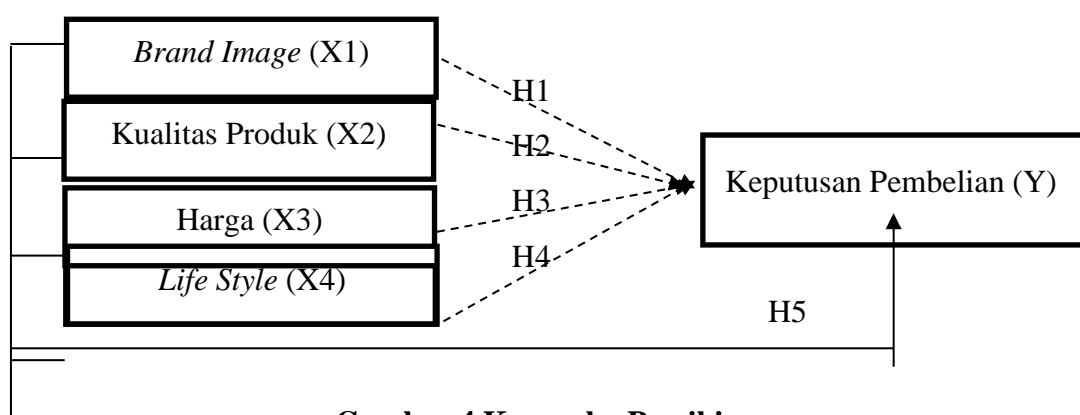 Brand Image (X1)
H1
Kualitas Produk (X2)
H2
Keputusan Pembelian (Y)
Harga (X3)
H3
H4
Life Style (X4)
H5